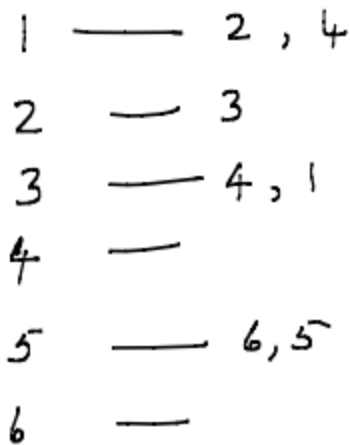 1 — 2 , 4
2 — 3
3 — 4 , 1
4 —
5 — 6 , 5
6 —